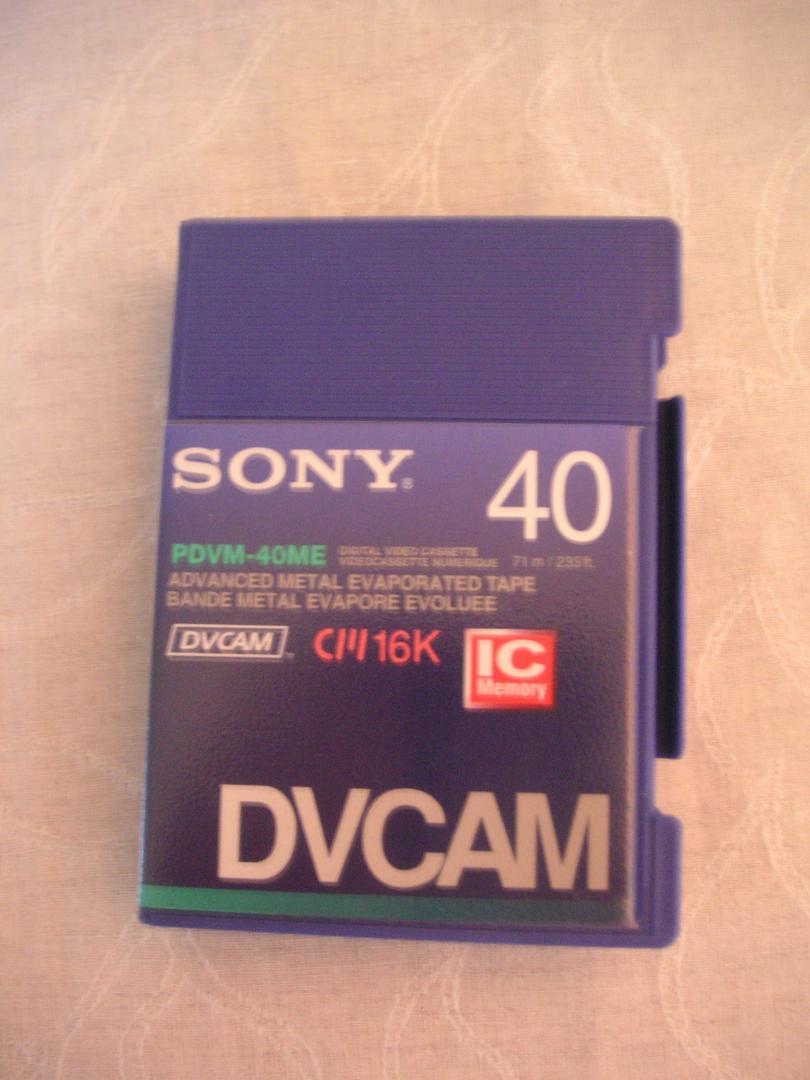 SONY®
40
PDVM-40ME
DIGITAL VIDEO CASSETTE
VIDEOCASSETTE NUMERIQUE
71 m / 233 ft.
ADVANCED METAL EVAPORATED TAPE
BANDE METAL EVAPORE EVOLUEE
DVCAM™
CM 16K
IC
Memory
DVCAM